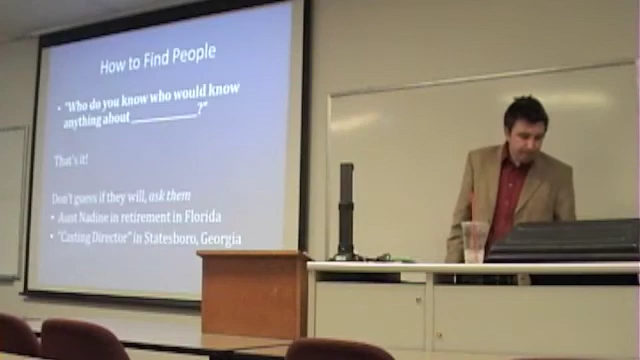 How to Find People
• "Who do you know who would know
anything about ____________?"
That's it!
Don't guess if they will, ask them
• Aunt Nadine in retirement in Florida
• "Casting Director" in Statesboro, Georgia